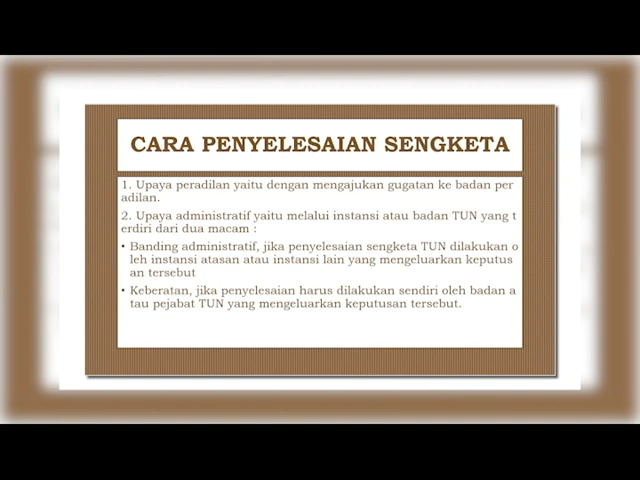 CARA PENYELESAIAN SENGKETA
1. Upaya peradilan yaitu dengan mengajukan gugatan ke badan per
adilan.
2. Upaya administratif yaitu melalui instansi atau badan TUN yang t
erdiri dari dua macam :
• Banding administratif, jika penyelesaian sengketa TUN dilakukan o
leh instansi atasan atau instansi lain yang mengeluarkan keputus
an tersebut
• Keberatan, jika penyelesaian harus dilakukan sendiri oleh badan a
tau pejabat TUN yang mengeluarkan keputusan tersebut.